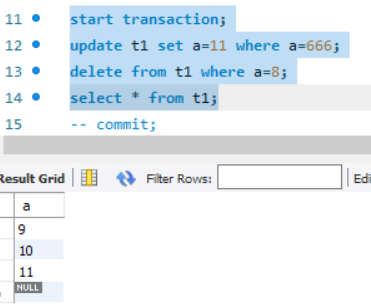 11 start transaction;
12 update t1 set a=11 where a=666;
13 delete from t1 where a=8;
14 select * from t1;
15 -- commit;
Result Grid Filter Rows: Edi
a
9
10
11
NULL